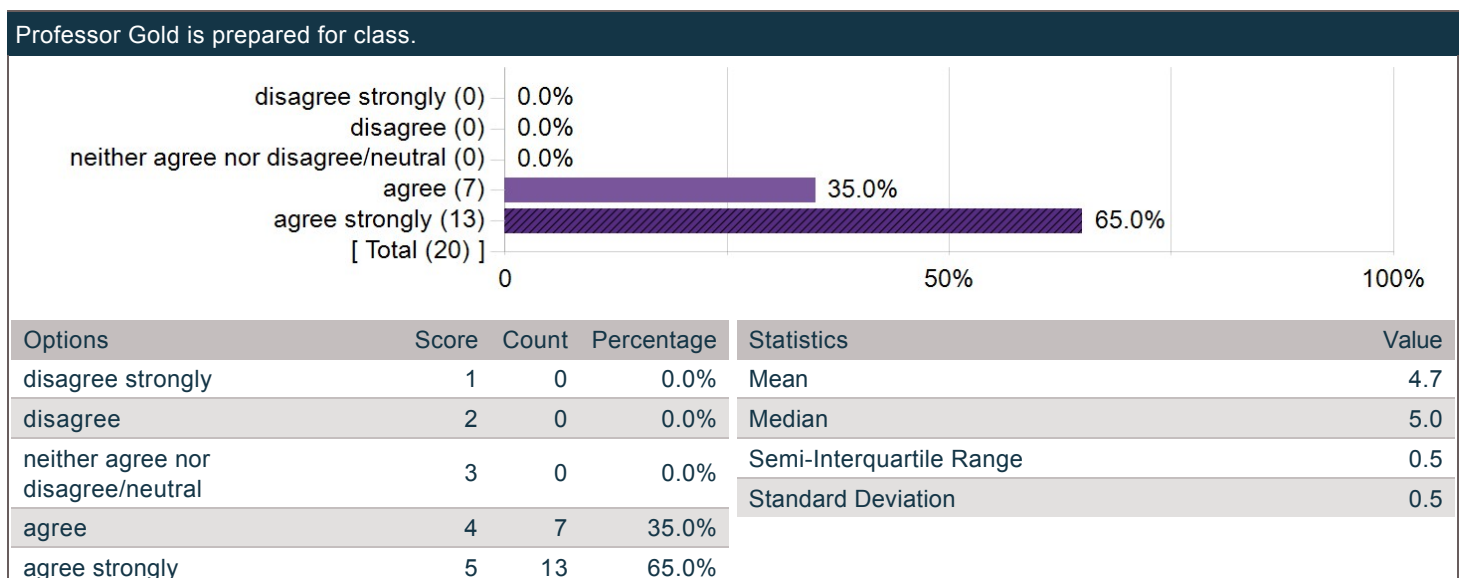 Professor Gold is prepared for class.
disagree strongly (0) 0.0%
disagree (0) 0.0%
neither agree nor disagree/neutral (0) 0.0%
agree (7) 35.0%
agree strongly (13) 65.0%
[ Total (20) ]
0 50% 100%
Options Score Count Percentage
disagree strongly 1 0 0.0%
disagree 2 0 0.0%
neither agree nor
disagree/neutral 3 0 0.0%
agree 4 7 35.0%
agree strongly 5 13 65.0%
Statistics Value
Mean 4.7
Median 5.0
Semi-Interquartile Range 0.5
Standard Deviation 0.5